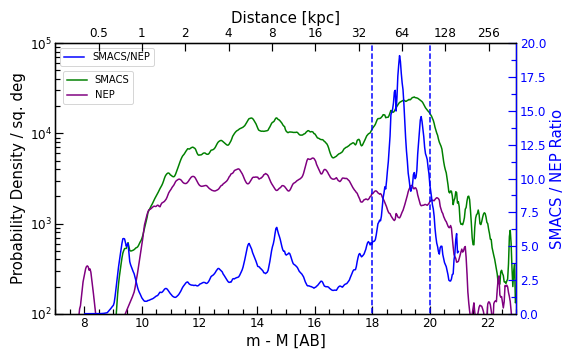 Distance [kpc]
0.5 1 2 4 8 16 32 64 128 256
10^5 20.0
SMACS/NEP
SMACS
NEP
17.5
15.0
10^4 12.5
10.0
10^3 7.5
5.0
2.5
10^2 0.0
Probability Density / sq. deg
SMACS / NEP Ratio
8 10 12 14 16 18 20 22
m - M [AB]